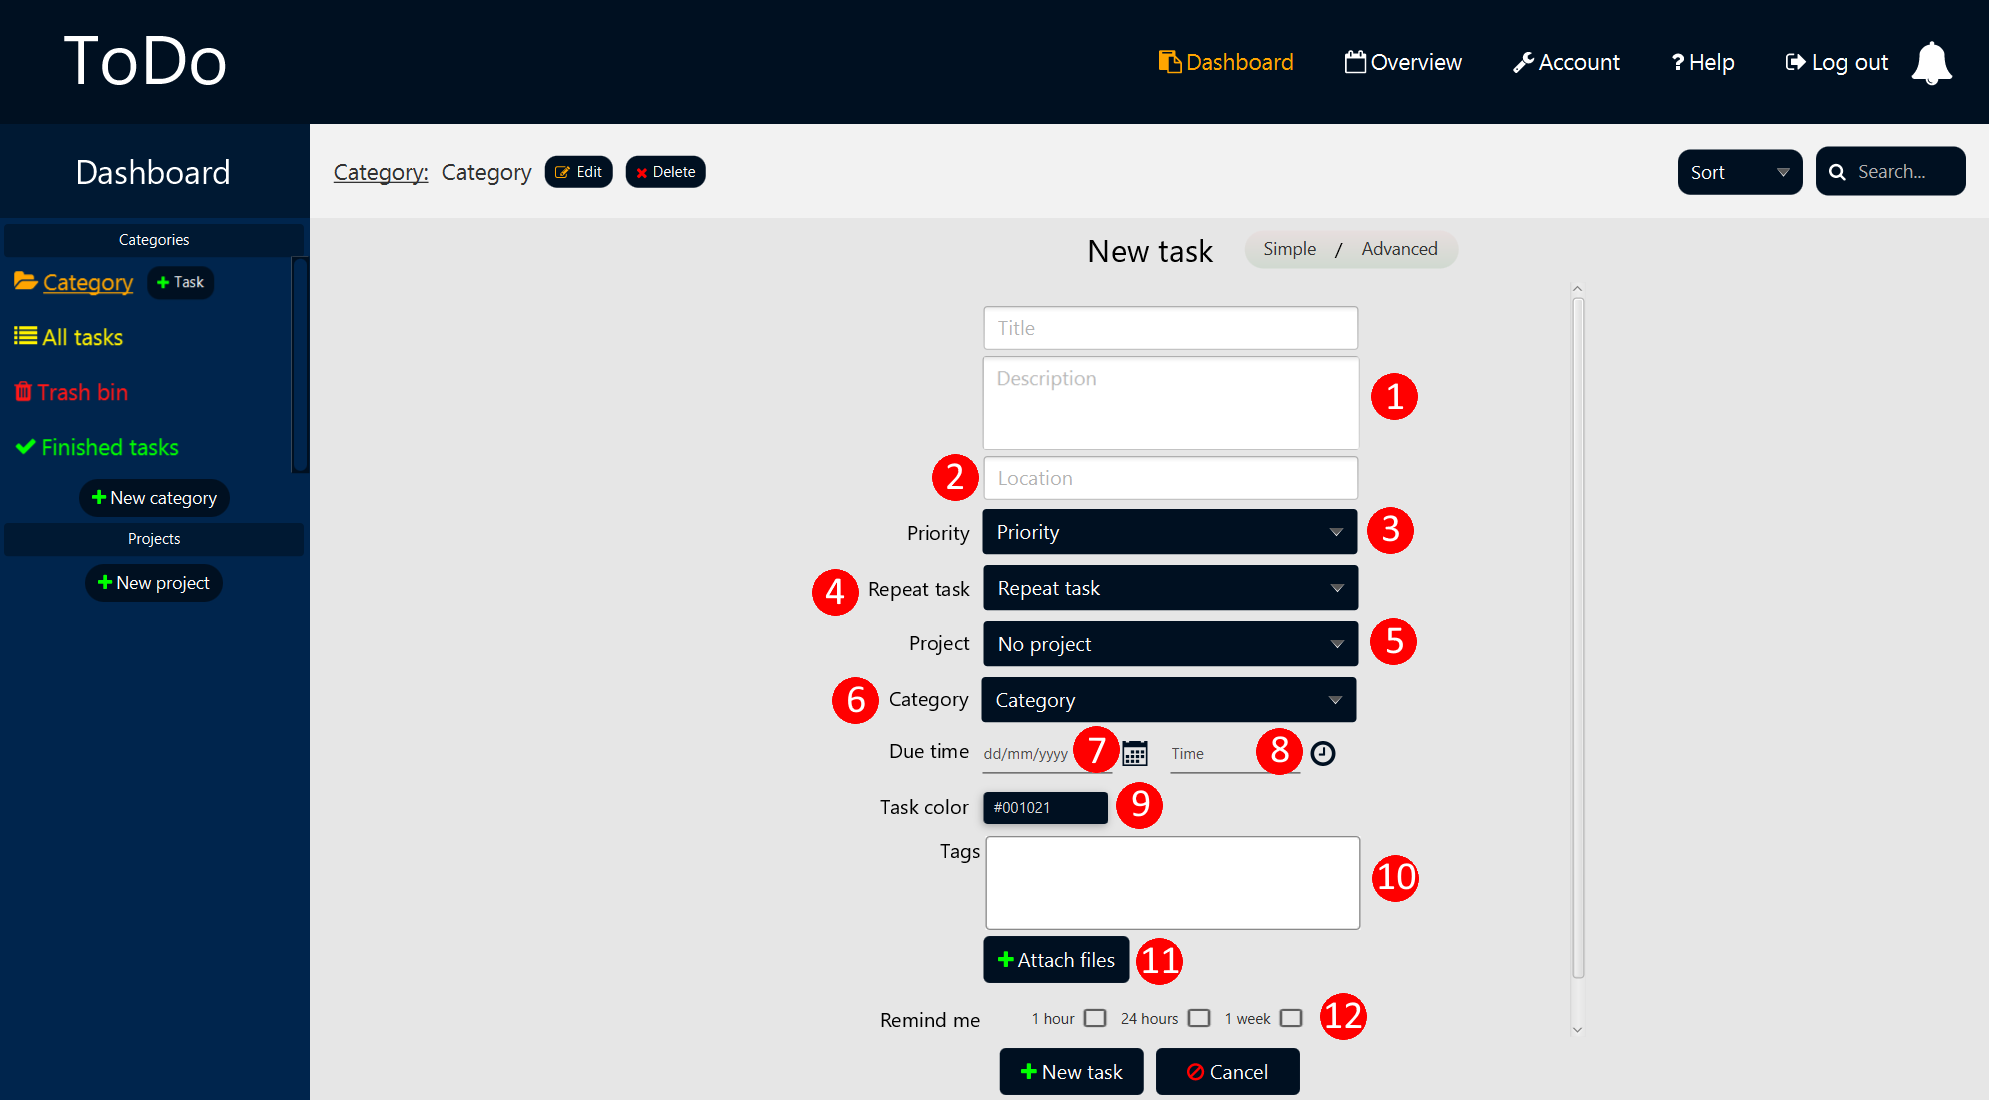 ToDo
Dashboard Overview Account ? Help Log out
Dashboard
Category: Category Edit Delete
Sort Search...
Categories
Category + Task
All tasks
Trash bin
Finished tasks
+ New category
Projects
+ New project
New task Simple / Advanced
Title
Description 1
2 Location
Priority Priority 3
4 Repeat task Repeat task
Project No project 5
6 Category Category
Due time dd/mm/yyyy 7 Time 8
Task color #001021 9
Tags 10
+ Attach files 11
Remind me 1 hour 24 hours 1 week 12
+ New task Cancel